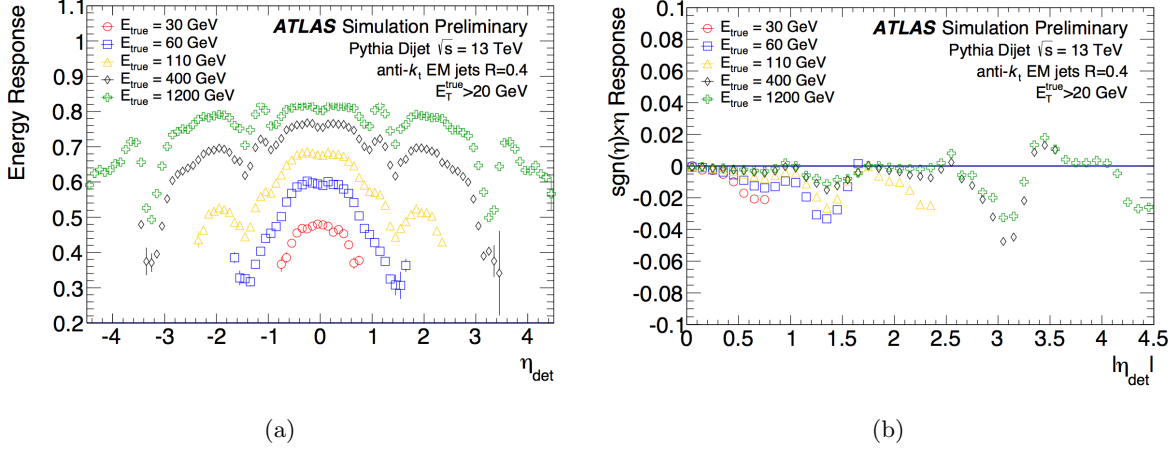 Energy Response
1.1
1
0.9
0.8
0.7
0.6
0.5
0.4
0.3
0.2
E_true = 30 GeV
E_true = 60 GeV
E_true = 110 GeV
E_true = 400 GeV
E_true = 1200 GeV
ATLAS Simulation Preliminary
Pythia Dijet √s = 13 TeV
anti-k_t EM jets R=0.4
E_T^true>20 GeV
-4 -3 -2 -1 0 1 2 3 4
η_det
(a)
sgn(η)×η Response
0.1
0.08
0.06
0.04
0.02
0
-0.02
-0.04
-0.06
-0.08
-0.1
E_true = 30 GeV
E_true = 60 GeV
E_true = 110 GeV
E_true = 400 GeV
E_true = 1200 GeV
ATLAS Simulation Preliminary
Pythia Dijet √s = 13 TeV
anti-k_t EM jets R=0.4
E_T^true>20 GeV
0 0.5 1 1.5 2 2.5 3 3.5 4 4.5
|η_det|
(b)